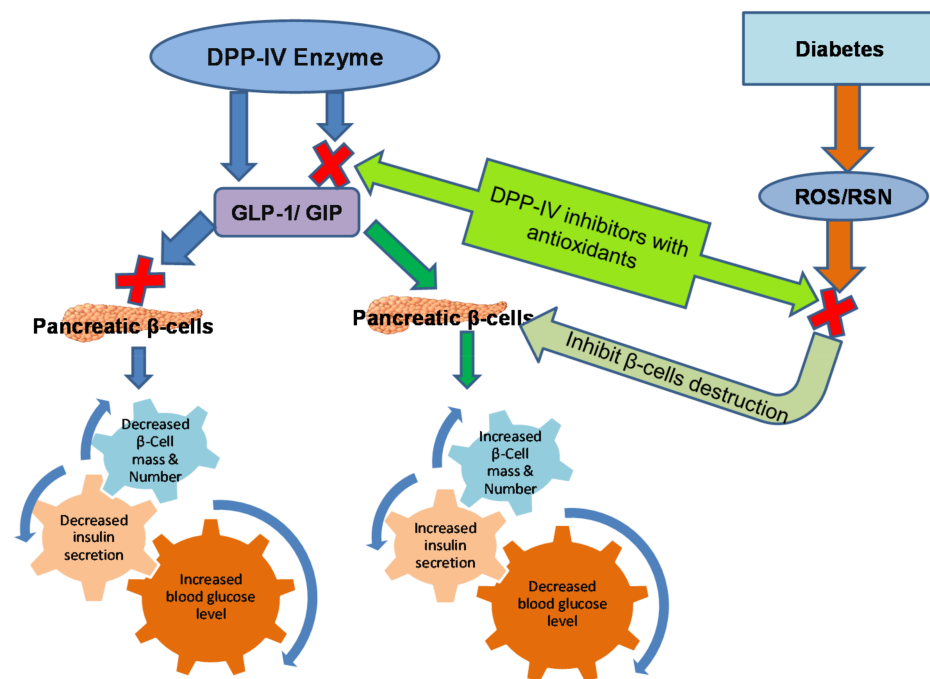 DPP-IV Enzyme
Diabetes
GLP-1/ GIP
ROS/RSN
DPP-IV inhibitors with
antioxidants
Pancreatic β-cells
Pancreatic β-cells
Inhibit β-cells destruction
Decreased
β-Cell
mass &
Number
Decreased
insulin
secretion
Increased
blood glucose
level
Increased
β-Cell
mass &
Number
Increased
insulin
secretion
Decreased
blood glucose
level